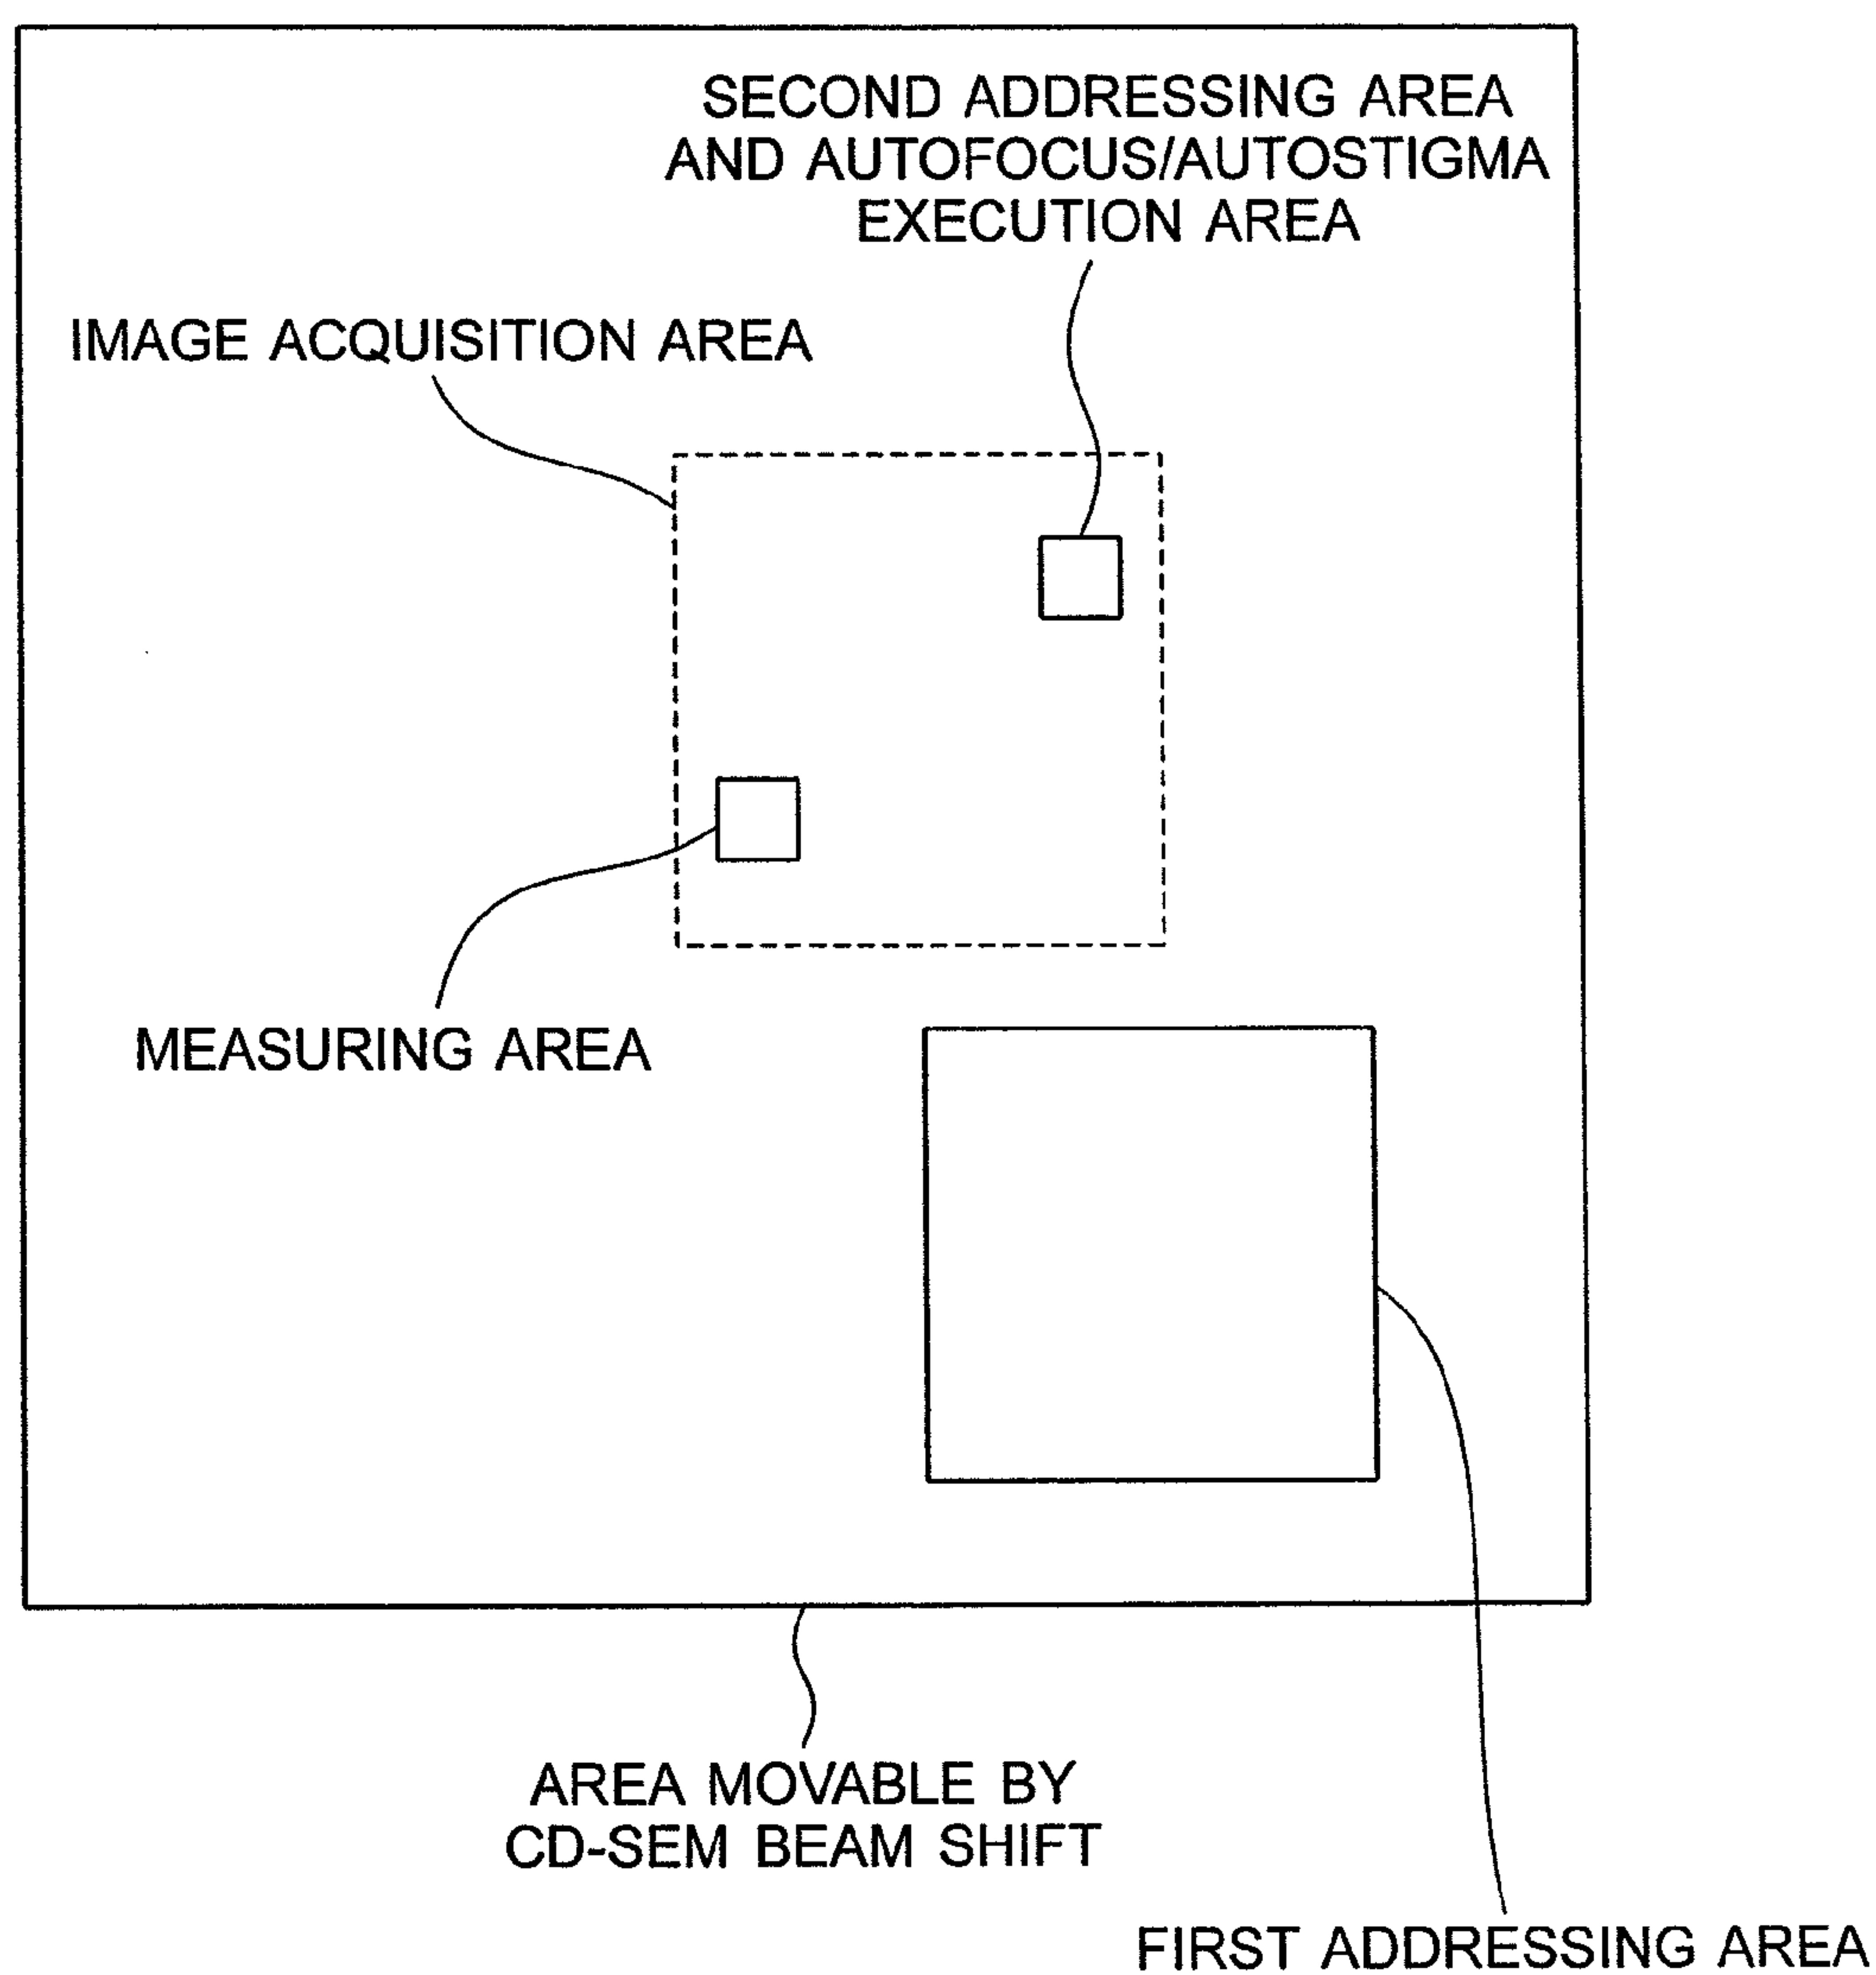 SECOND ADDRESSING AREA
AND AUTOFOCUS/AUTOSTIGMA
EXECUTION AREA
IMAGE ACQUISITION AREA
MEASURING AREA
AREA MOVABLE BY
CD-SEM BEAM SHIFT
FIRST ADDRESSING AREA